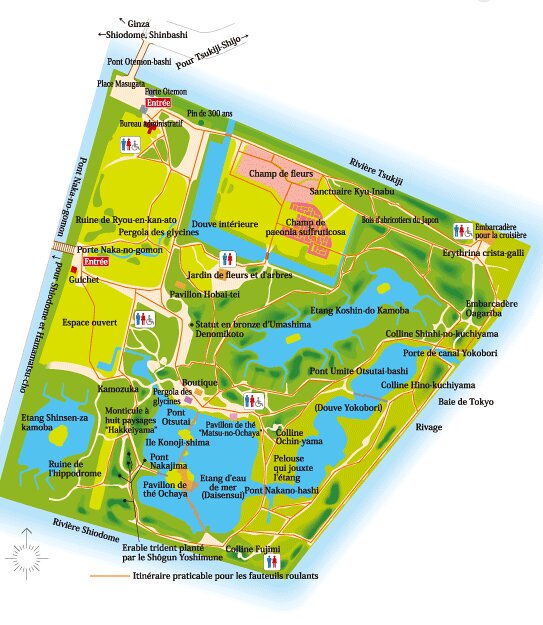 Ginza
Shiodome, Shinbashi
Pour Tsukiji-Shijo
Pont Otemon-bashi
Place Masugata
Porte Otemon
Entrée
Pin de 300 ans
Bureau administratif
Rivière Tsukiji
Champ de fleurs
Sanctuaire Kyu-Inabu
Pont Naka-no-gomon
Ruine de Ryou-en-kan-ato
Pergola des glycines
Douve intérieure
Champ de
paeonia suffruticosa
Bois d'abricotiers du Japon
Embarcadère
pour la croisière
Erythrina crista-galli
Porte Naka-no-gomon
Entrée
Guichet
Jardin de fleurs et d'arbres
Pavillon Hobai-tei
pour Shiodome et Hamamatsu-cho
Espace ouvert
Statut en bronze d'Umashima
Denomikoto
Etang Koshin-do Kamoba
Embarcadère
Oagariba
Colline Shinhi-no-kuchiyama
Porte de canal Yokobori
Pont Umite Otsutai-bashi
Colline Hino-kuchiyama
Baie de Tokyo
Kamozuka
Boutique
Pergola des
glycines
(Douve Yokobori)
Rivage
Etang Shinsen-za
kamoba
Monticule à
huit paysages
"Hakkeiyama"
Pont
Otsutai
Pavillon de thé
"Matsu-no-Ochaya"
Colline
Ochin-yama
Ile Konoji-shima
Ruine de
l'hippodrome
Pont
Nakajima
Pelouse
qui jouxte
l'étang
Pavillon de
thé Ochaya
Etang d'eau
de mer
(Daisensui)
Pont Nakano-hashi
Rivière Shiodome
Erable trident planté
par le Shôgun Yoshimune
Colline Fujimi
Itinéraire praticable pour les fauteuils roulants